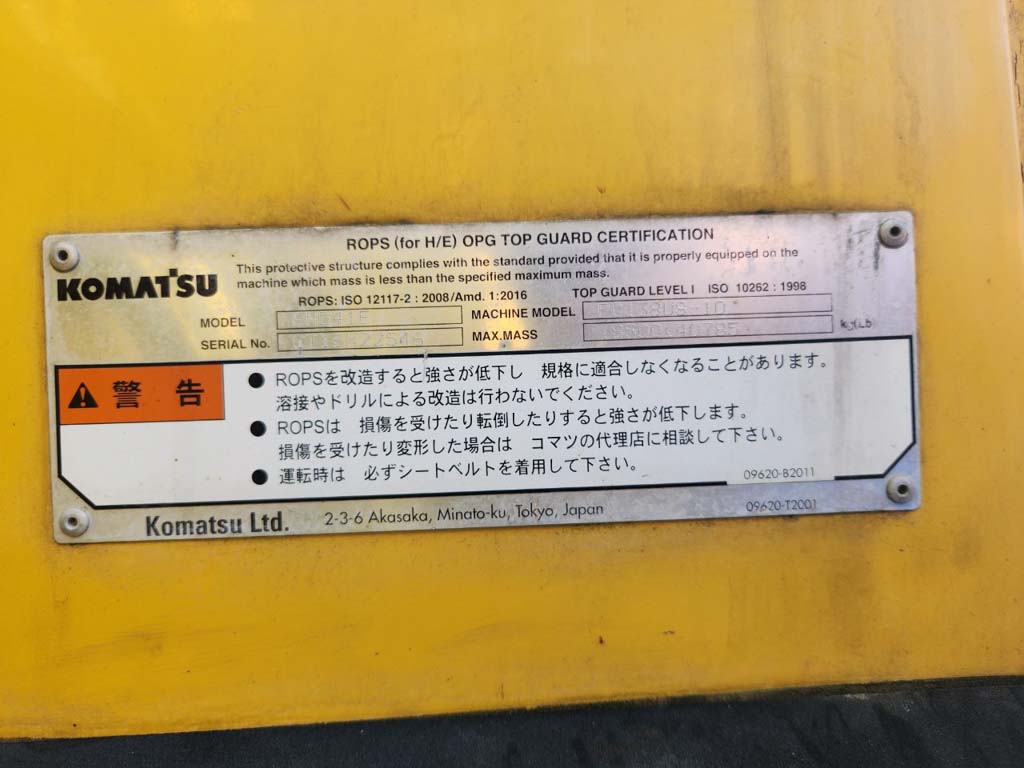 ROPS (for H/E) OPG TOP GUARD CERTIFICATION
KOMATSU
This protective structure complies with the standard provided that it is properly equipped on the
machine which mass is less than the specified maximum mass.
ROPS: ISO 12117-2 : 2008/Amd. 1:2016 TOP GUARD LEVEL I ISO 10262 : 1998
MODEL MACHINE MODEL
SERIAL No. MAX.MASS kg(Lb)
警告
● ROPSを改造すると強さが低下し 規格に適合しなくなることがあります。
溶接やドリルによる改造は行わないでください。
● ROPSは 損傷を受けたり転倒したりすると強さが低下します。
損傷を受けたり変形した場合は コマツの代理店に相談して下さい。
● 運転時は 必ずシートベルトを着用して下さい。
09620-B2011
Komatsu Ltd. 2-3-6 Akasaka, Minato-ku, Tokyo, Japan 09620-T2001